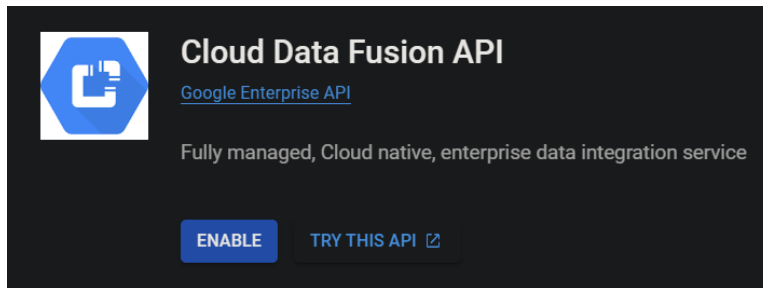 Cloud Data Fusion API
Google Enterprise API
Fully managed, Cloud native, enterprise data integration service
ENABLE
TRY THIS API